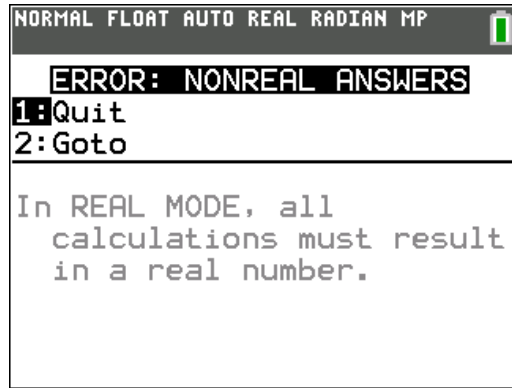 NORMAL FLOAT AUTO REAL RADIAN MP
ERROR: NONREAL ANSWERS
1:Quit
2:Goto
In REAL MODE, all
calculations must result
in a real number.